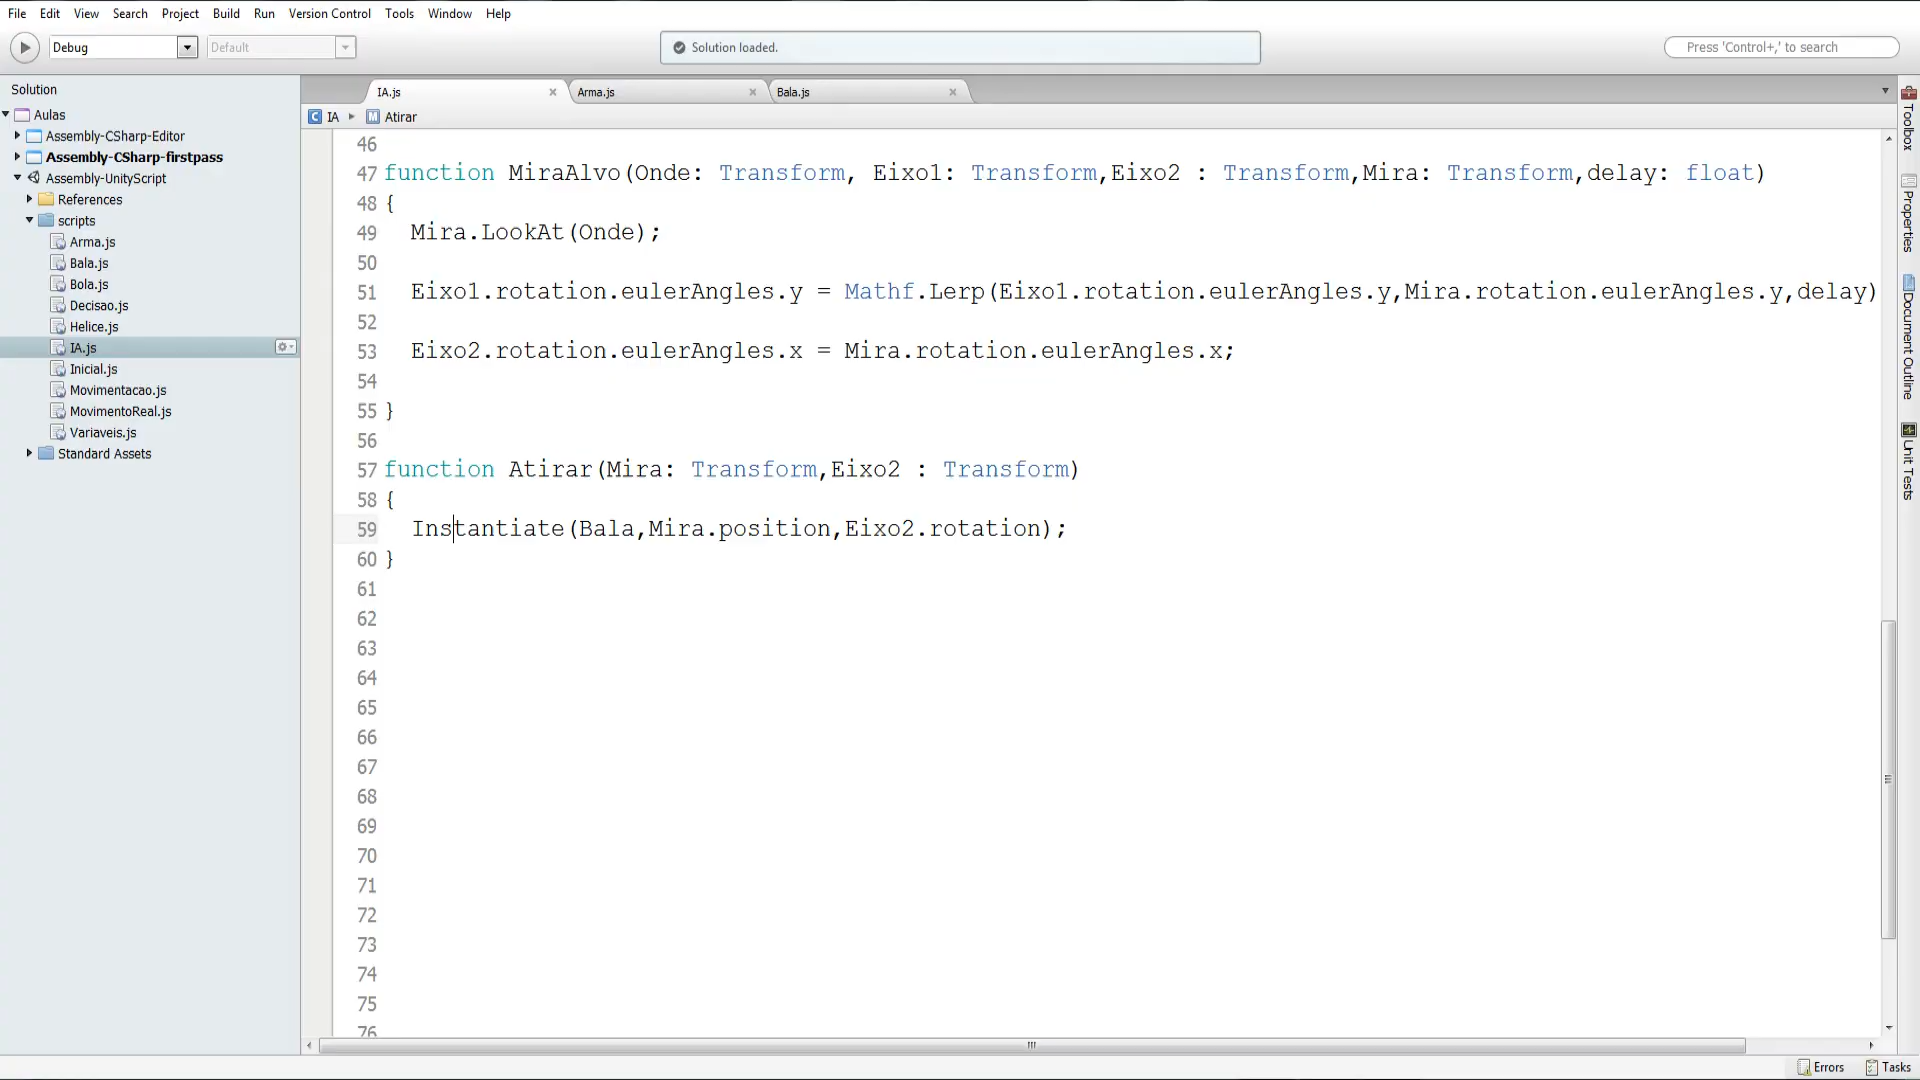 File Edit View Search Project Build Run Version Control Tools Window Help
Debug Default Solution loaded. Press 'Control+,' to search
Solution
Aulas
Assembly-CSharp-Editor
Assembly-CSharp-firstpass
Assembly-UnityScript
References
scripts
Arma.js
Bala.js
Bola.js
Decisao.js
Helice.js
IA.js
Inicial.js
Movimentacao.js
MovimentoReal.js
Variaveis.js
Standard Assets
IA.js Arma.js Bala.js
C IA M Atirar
46
47 function MiraAlvo(Onde: Transform, Eixo1: Transform,Eixo2 : Transform,Mira: Transform,delay: float)
48 {
49 Mira.LookAt(Onde);
50
51 Eixo1.rotation.eulerAngles.y = Mathf.Lerp(Eixo1.rotation.eulerAngles.y,Mira.rotation.eulerAngles.y,delay)
52
53 Eixo2.rotation.eulerAngles.x = Mira.rotation.eulerAngles.x;
54
55 }
56
57 function Atirar(Mira: Transform,Eixo2 : Transform)
58 {
59 Instantiate(Bala,Mira.position,Eixo2.rotation);
60 }
61
62
63
64
65
66
67
68
69
70
71
72
73
74
75
76
Toolbox
Properties
Document Outline
Unit Tests
Errors Tasks